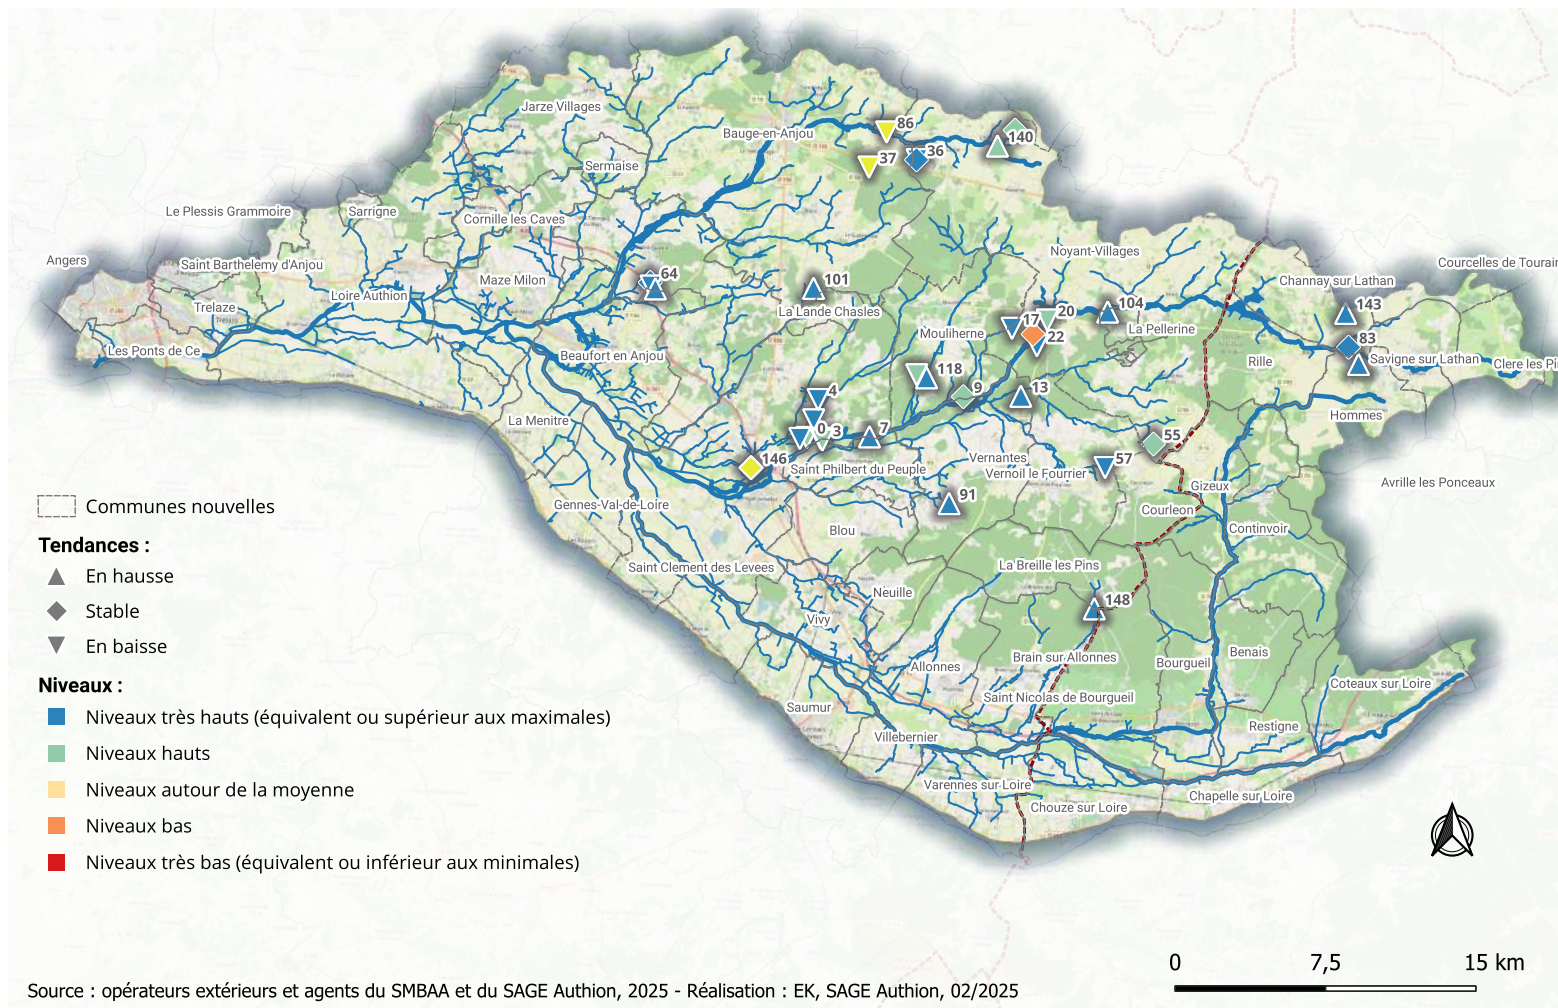 86
Jarze Villages
Bauge-en-Anjou
140
36
37
Sermaise
Le Plessis Grammoire
Sarrigne
Cornille les Caves
Noyant-Villages
Angers
Saint Barthelemy d'Anjou
Courcelles de Tourain
64
Maze Milon
101
Channay sur Lathan
Loire Authion
Trelaze
104
La Lande Chasles
20
143
17
Mouliherne
La Pellerine
22
83
Les Ponts de Ce
Beaufort en Anjou
Rille
Savigne sur Lathan
Clere les Pi
118
9
13
4
Hommes
La Menitre
0
3
7
55
146
Saint Philbert du Peuple
Vernantes
57
Vernoil le Fourrier
Gizeux
Avrille les Ponceaux
91
Gennes-Val-de-Loire
Courleon
Blou
Continvoir
Saint Clement des Levees
La Breille les Pins
Neuille
148
Vivy
Brain sur Allonnes
Benais
Allonnes
Bourgueil
Coteaux sur Loire
Saint Nicolas de Bourgueil
Saumur
Restigne
Villebernier
Varennes sur Loire
Chapelle sur Loire
Chouze sur Loire
Communes nouvelles
Tendances :
En hausse
Stable
En baisse
Niveaux :
Niveaux très hauts (équivalent ou supérieur aux maximales)
Niveaux hauts
Niveaux autour de la moyenne
Niveaux bas
Niveaux très bas (équivalent ou inférieur aux minimales)
0 7,5 15 km
Source : opérateurs extérieurs et agents du SMBAA et du SAGE Authion, 2025 - Réalisation : EK, SAGE Authion, 02/2025